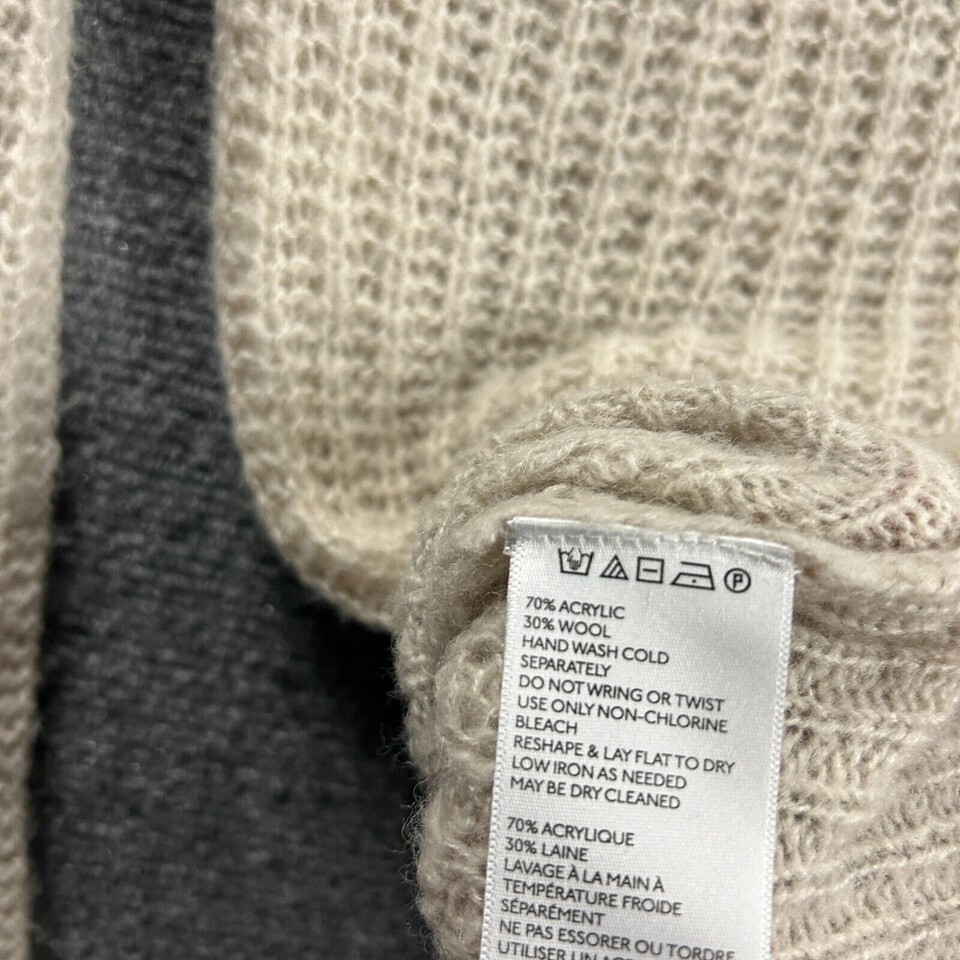 P
70% ACRYLIC
30% WOOL
HAND WASH COLD
SEPARATELY
DO NOT WRING OR TWIST
USE ONLY NON-CHLORINE
BLEACH
RESHAPE & LAY FLAT TO DRY
LOW IRON AS NEEDED
MAY BE DRY CLEANED
70% ACRYLIQUE
30% LAINE
LAVAGE À LA MAIN À
TEMPÉRATURE FROIDE
SÉPARÉMENT
NE PAS ESSORER OU TORDRE
UTILISER UN